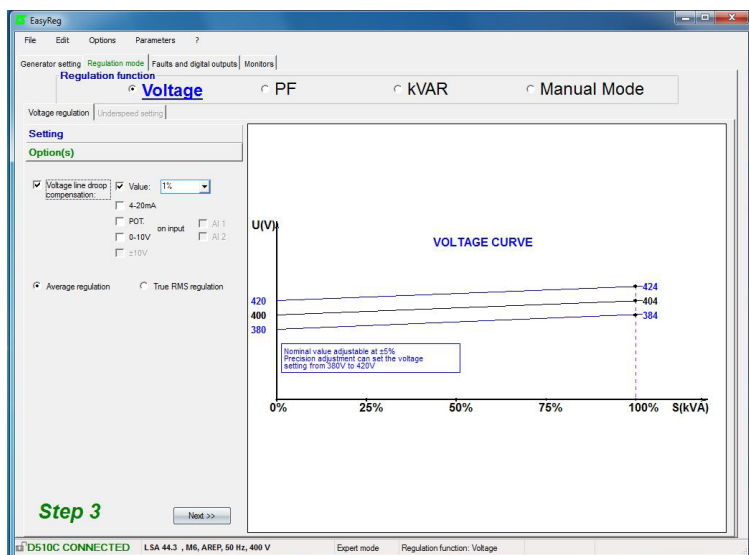 EasyReg
File Edit Options Parameters ?
Generator setting Regulation mode Faults and digital outputs Monitors
Regulation function
Voltage PF kVAR Manual Mode
Voltage regulation Underspeed setting
Setting
Option(s)
Voltage line droop compensation:
Value: 1%
4-20mA
POT.
0-10V
±10V
on input
AI 1
AI 2
Average regulation True RMS regulation
U(V)
VOLTAGE CURVE
420
400
380
424
404
384
Nominal value adjustable at ±5%
Precision adjustment can set the voltage
setting from 380V to 420V
0% 25% 50% 75% 100% S(kVA)
Step 3
Next >>
D510C CONNECTED LSA 44.3 , M6, AREP, 50 Hz, 400 V Expert mode Regulation function: Voltage